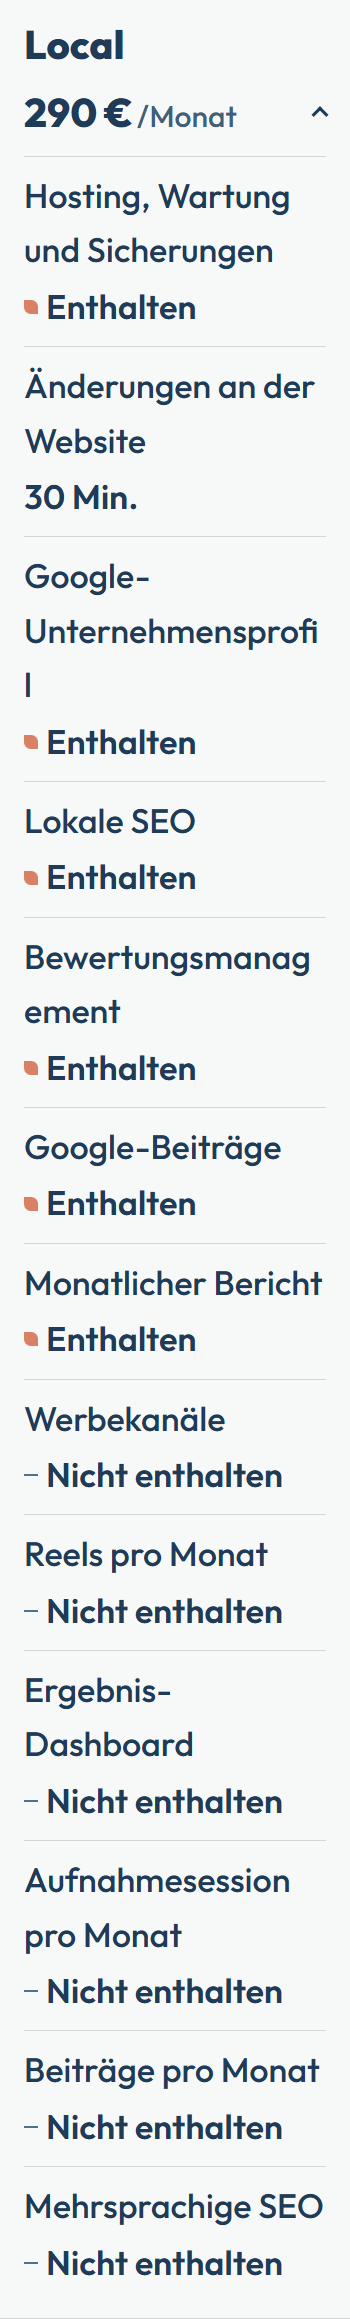 Local
290 € /Monat
Hosting, Wartung
und Sicherungen
Enthalten
Änderungen an der
Website
30 Min.
Google-
Unternehmensprofi
l
Enthalten
Lokale SEO
Enthalten
Bewertungsmanag
ement
Enthalten
Google-Beiträge
Enthalten
Monatlicher Bericht
Enthalten
Werbekanäle
– Nicht enthalten
Reels pro Monat
– Nicht enthalten
Ergebnis-
Dashboard
– Nicht enthalten
Aufnahmesession
pro Monat
– Nicht enthalten
Beiträge pro Monat
– Nicht enthalten
Mehrsprachige SEO
– Nicht enthalten